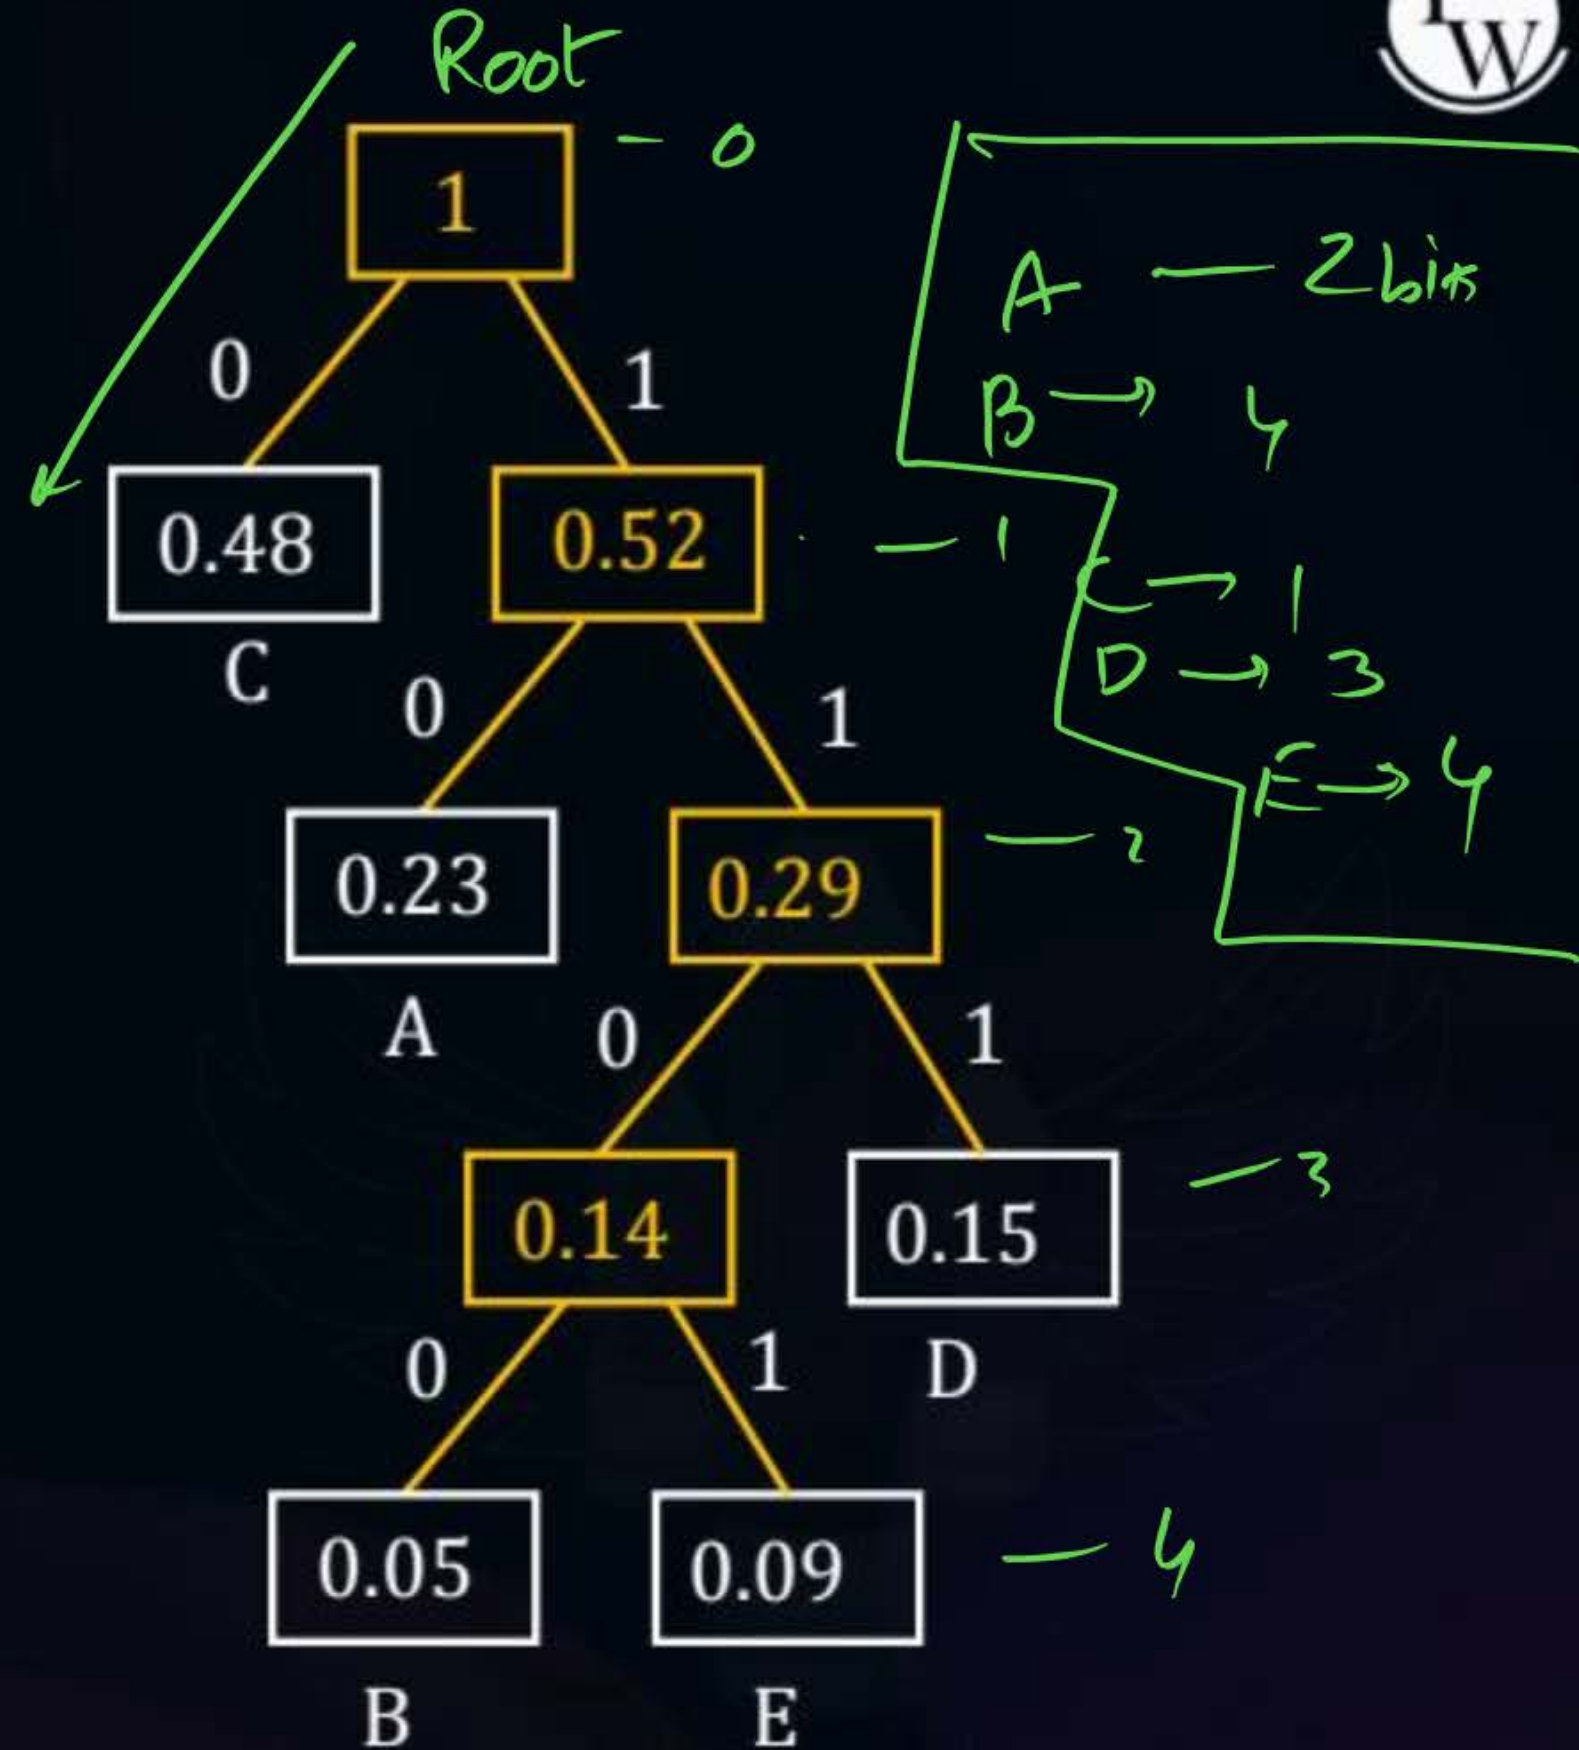 Root
1 - 0
W
A — 2 bits
0 1
B → 4
0.48 0.52 — 1
C → 1
C
D → 3
0 1
E → 4
0.23 0.29 — 2
A 0 1
0.14 0.15 — 3
0 1 D
0.05 0.09 — 4
B E